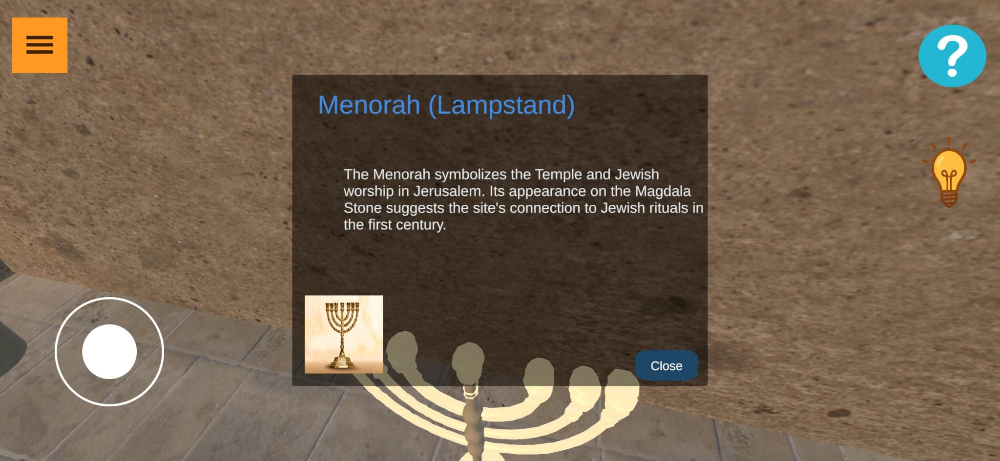 Menorah (Lampstand)
The Menorah symbolizes the Temple and Jewish
worship in Jerusalem. Its appearance on the Magdala
Stone suggests the site's connection to Jewish rituals in
the first century.
Close
?